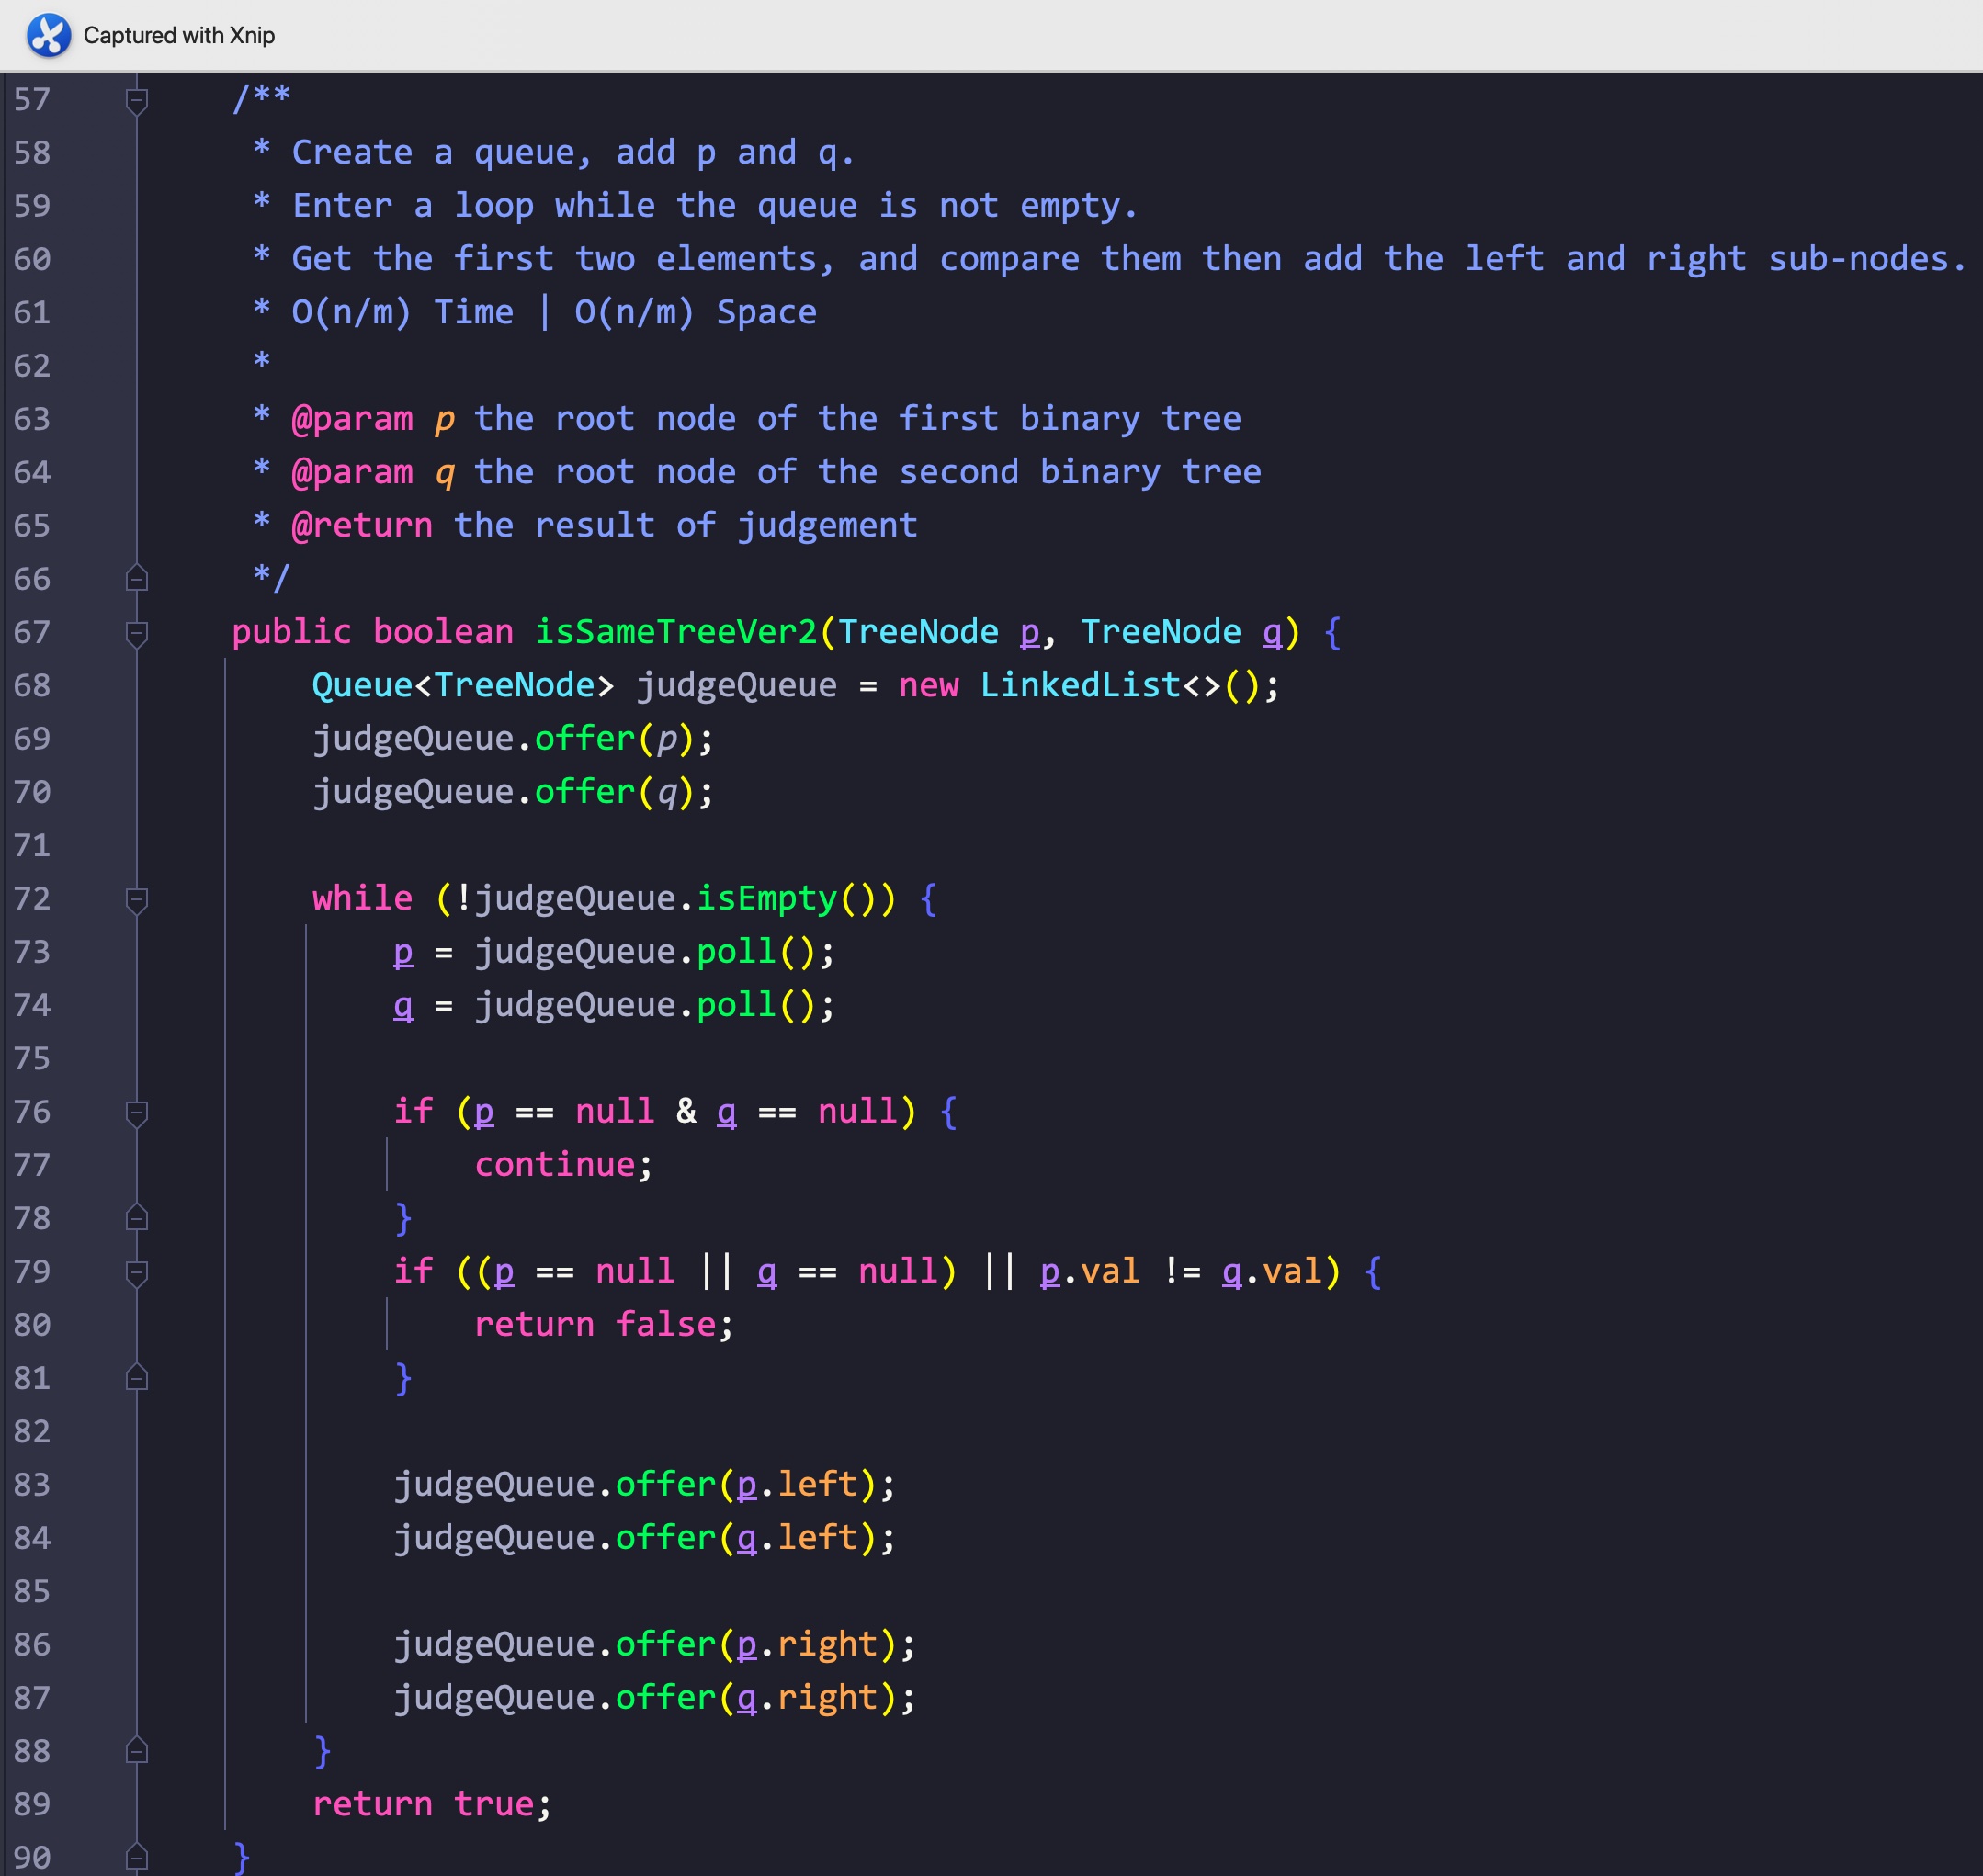 Captured with Xnip
57 /**
58 * Create a queue, add p and q.
59 * Enter a loop while the queue is not empty.
60 * Get the first two elements, and compare them then add the left and right sub-nodes.
61 * O(n/m) Time | O(n/m) Space
62 *
63 * @param p the root node of the first binary tree
64 * @param q the root node of the second binary tree
65 * @return the result of judgement
66 */
67 public boolean isSameTreeVer2(TreeNode p, TreeNode q) {
68 Queue<TreeNode> judgeQueue = new LinkedList<>();
69 judgeQueue.offer(p);
70 judgeQueue.offer(q);
71
72 while (!judgeQueue.isEmpty()) {
73 p = judgeQueue.poll();
74 q = judgeQueue.poll();
75
76 if (p == null & q == null) {
77 continue;
78 }
79 if ((p == null || q == null) || p.val != q.val) {
80 return false;
81 }
82
83 judgeQueue.offer(p.left);
84 judgeQueue.offer(q.left);
85
86 judgeQueue.offer(p.right);
87 judgeQueue.offer(q.right);
88 }
89 return true;
90 }